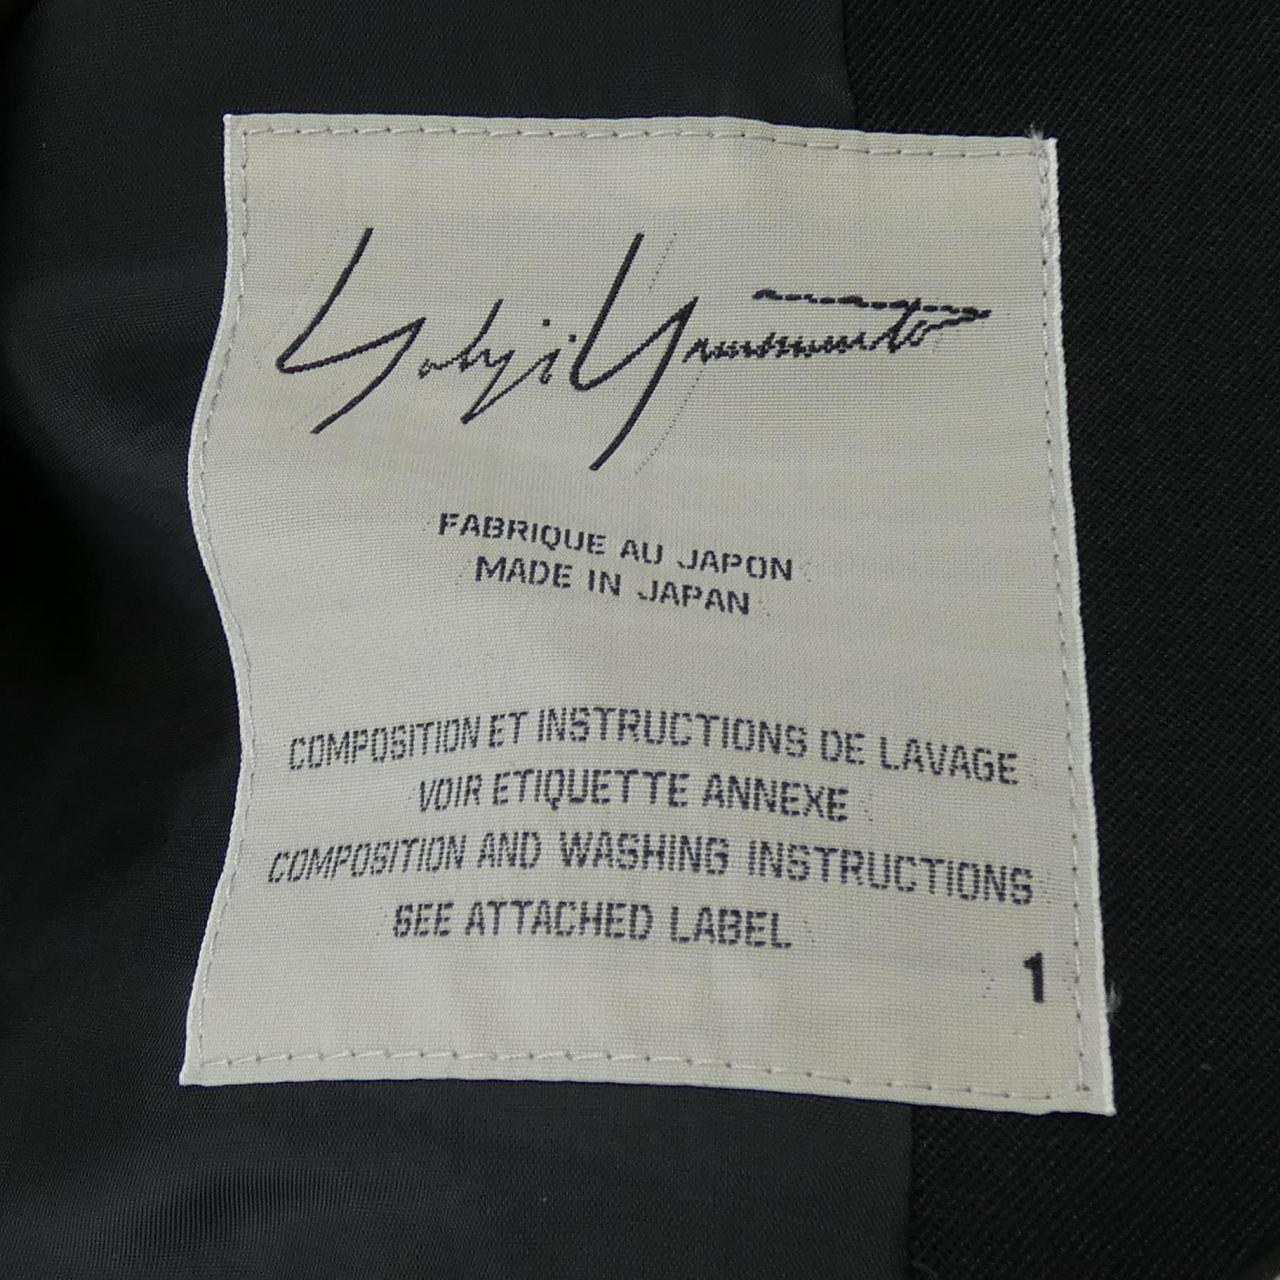 Yohji Yamamoto
FABRIQUE AU JAPON
MADE IN JAPAN
COMPOSITION ET INSTRUCTIONS DE LAVAGE
VOIR ETIQUETTE ANNEXE
COMPOSITION AND WASHING INSTRUCTIONS
SEE ATTACHED LABEL
1